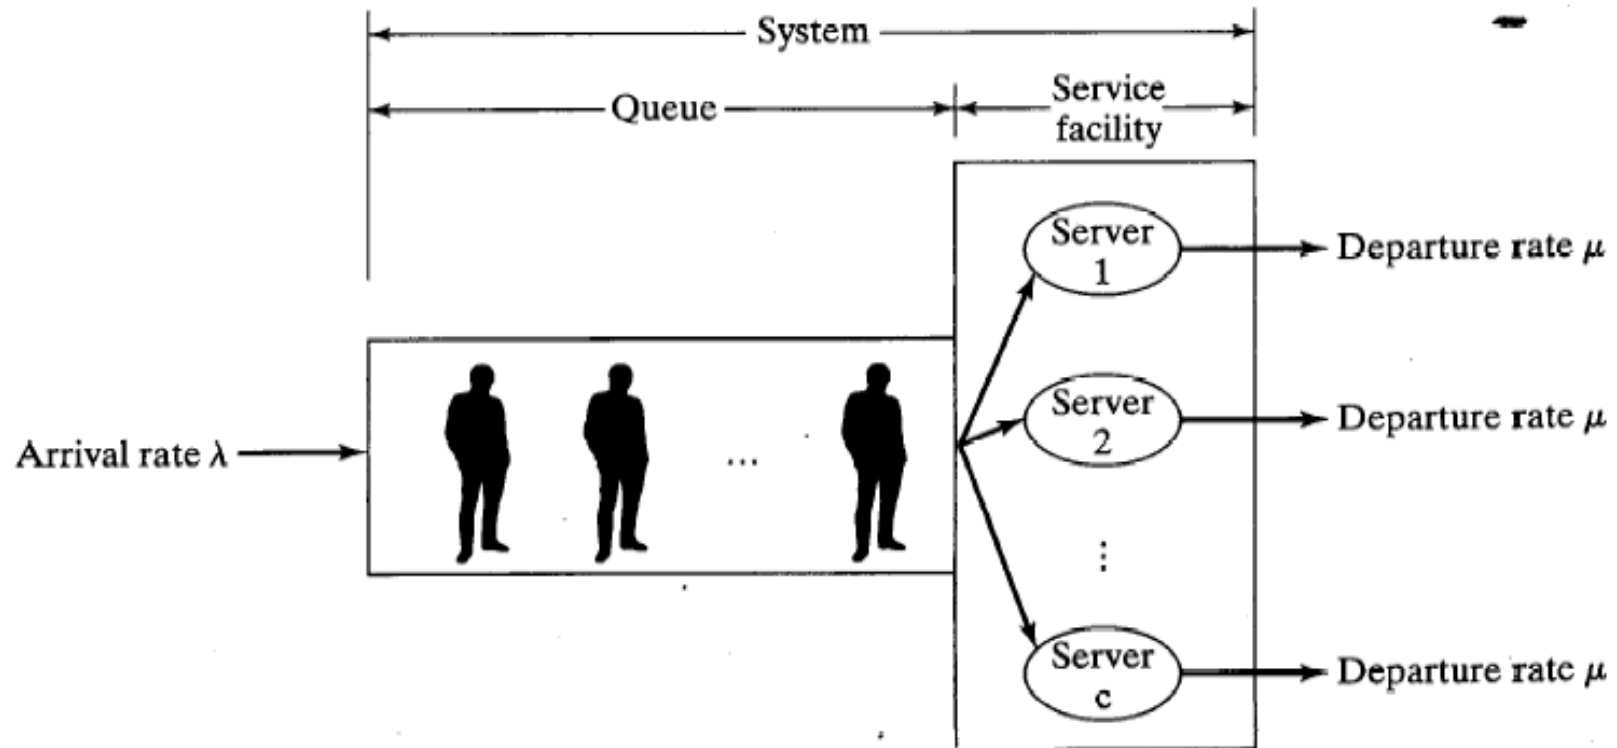 System
Queue
Service
facility
Server
1
Departure rate μ
Server
2
Departure rate μ
Arrival rate λ
...
⋮
Server
c
Departure rate μ